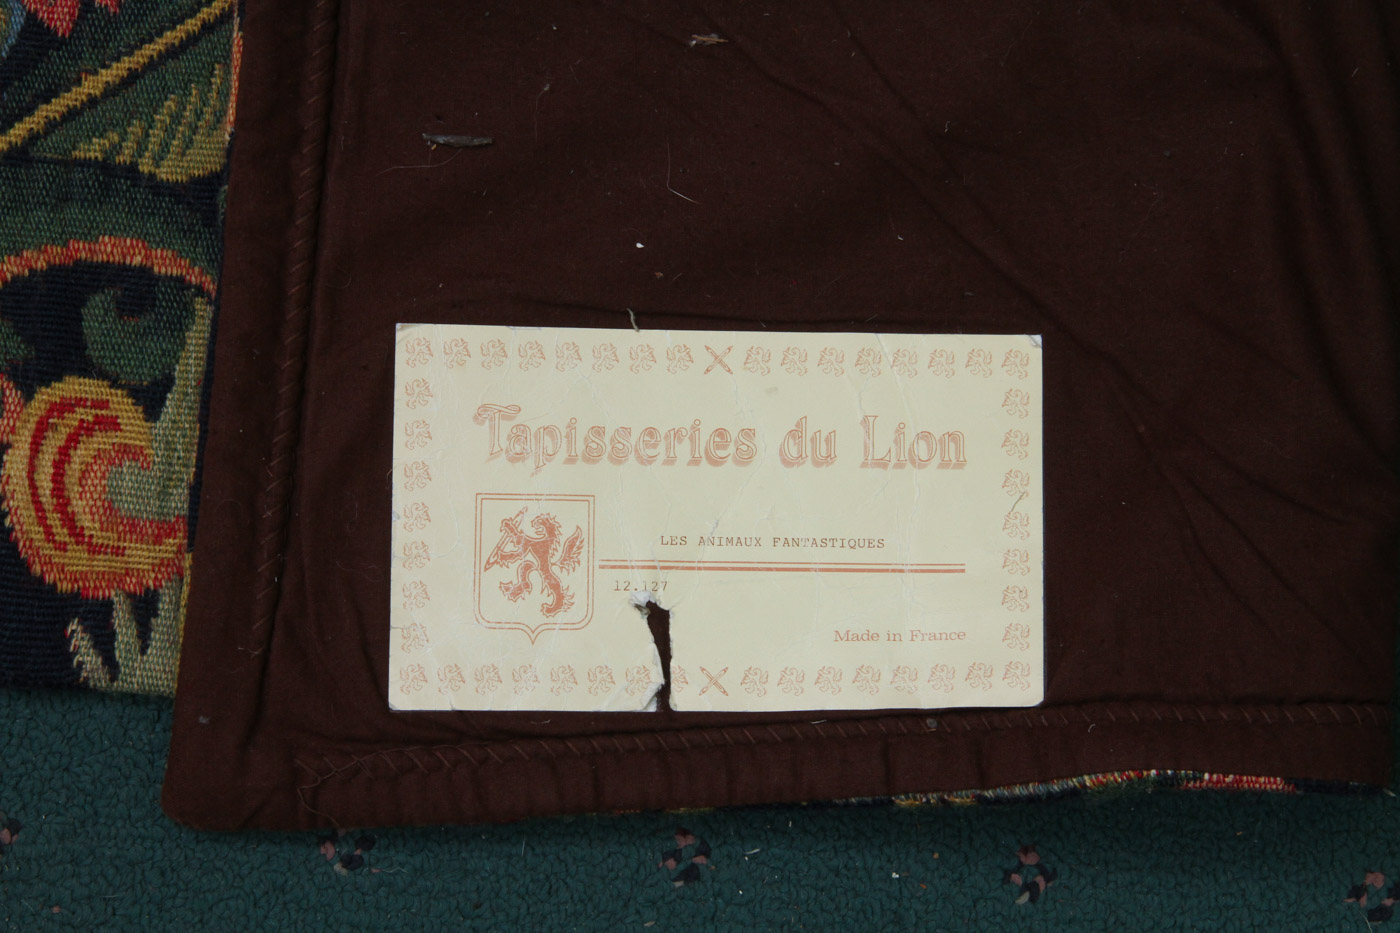 Tapisseries du Lion
LES ANIMAUX FANTASTIQUES
12.127
Made in France